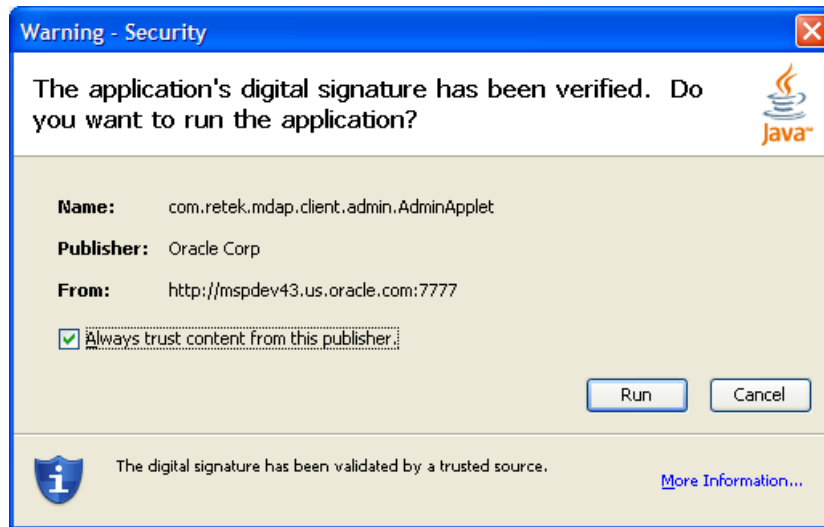 Warning - Security
The application's digital signature has been verified. Do
you want to run the application?
Java™
Name: com.retek.mdap.client.admin.AdminApplet
Publisher: Oracle Corp
From: http://mspdev43.us.oracle.com:7777
Always trust content from this publisher.
Run Cancel
The digital signature has been validated by a trusted source.
More Information...